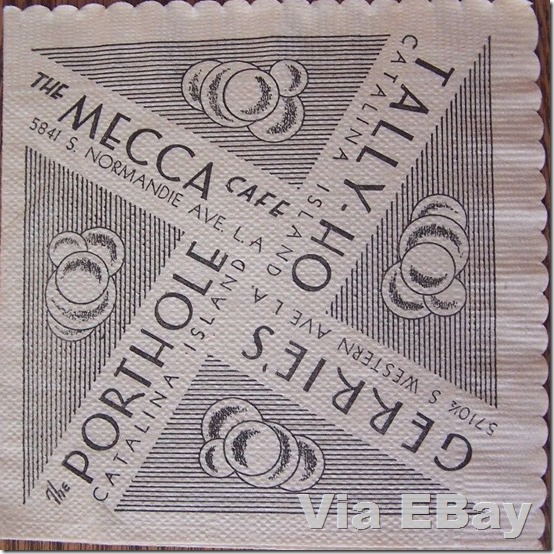 THE MECCA CAFE
5841 S. NORMANDIE AVE. L.A.
TALLY-HO
CATALINA ISLAND
GERRIE'S
5710½ S WESTERN AVE L.A.
The PORTHOLE
CATALINA ISLAND
Via EBay